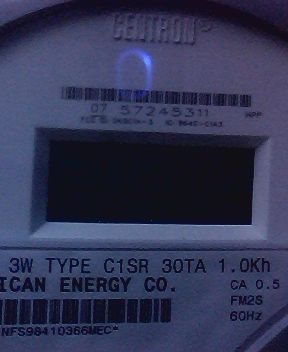 CENTRON®
07 57245311
3W TYPE C1SR 30TA 1.0Kh
ICAN ENERGY CO.
CA 0.5
FM2S
60Hz
NFS98410366MEC*